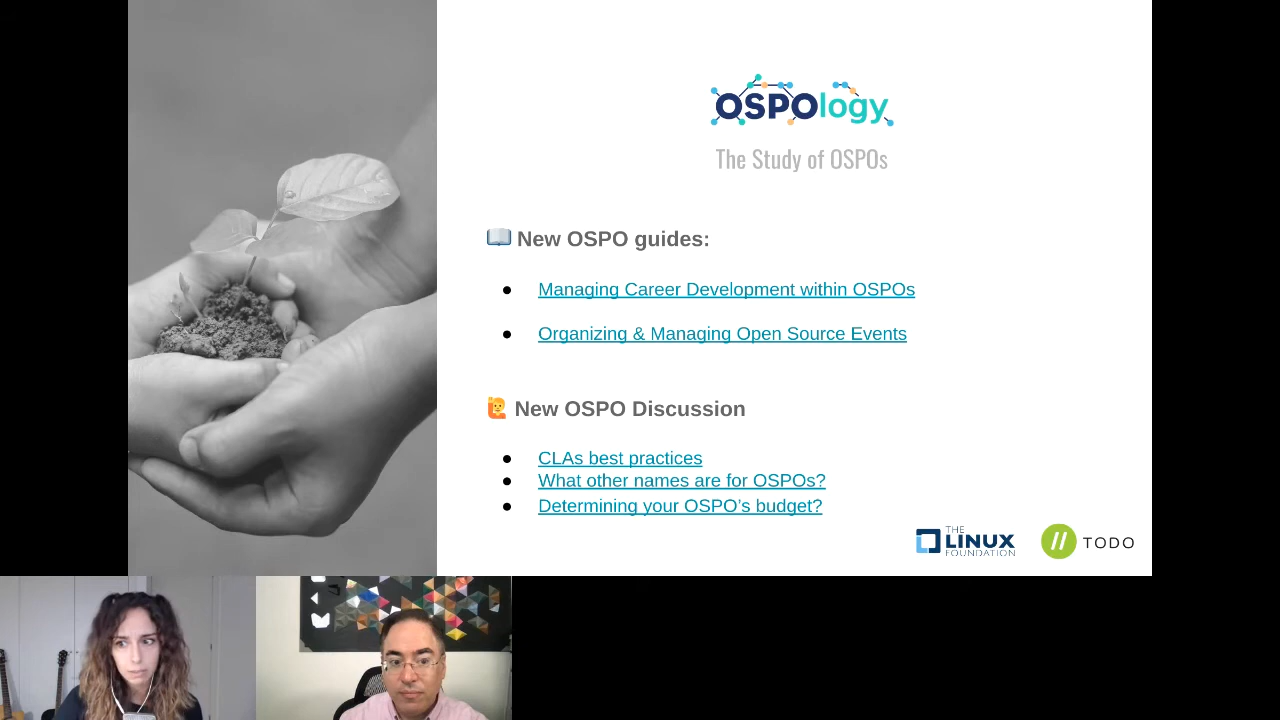 OSPOlogy
The Study of OSPOs
New OSPO guides:
Managing Career Development within OSPOs
Organizing & Managing Open Source Events
New OSPO Discussion
CLAs best practices
What other names are for OSPOs?
Determining your OSPO’s budget?
THE
LINUX
FOUNDATION
TODO